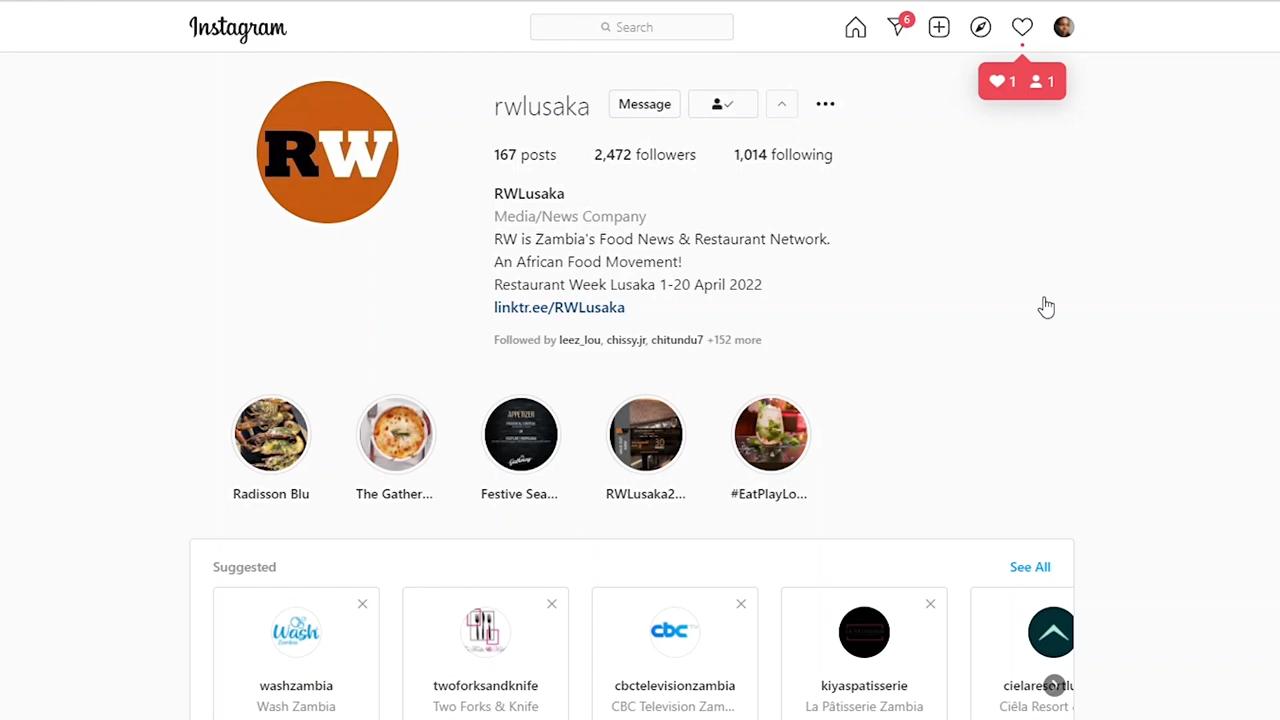 Instagram
Search
6
1 1
RW
rwlusaka
Message
167 posts 2,472 followers 1,014 following
RWLusaka
Media/News Company
RW is Zambia's Food News & Restaurant Network.
An African Food Movement!
Restaurant Week Lusaka 1-20 April 2022
linktr.ee/RWLusaka
Followed by leez_lou, chissy.jr, chitundu7 +152 more
APPETIZER
Radisson Blu The Gather... Festive Sea... RWLusaka2... #EatPlayLo...
Suggested See All
Wash Zambia
cbc
washzambia twoforksandknife cbctelevisionzambia kiyaspatisserie
Wash Zambia Two Forks & Knife CBC Television Zam... La Pâtisserie Zambia Ciêla Resort